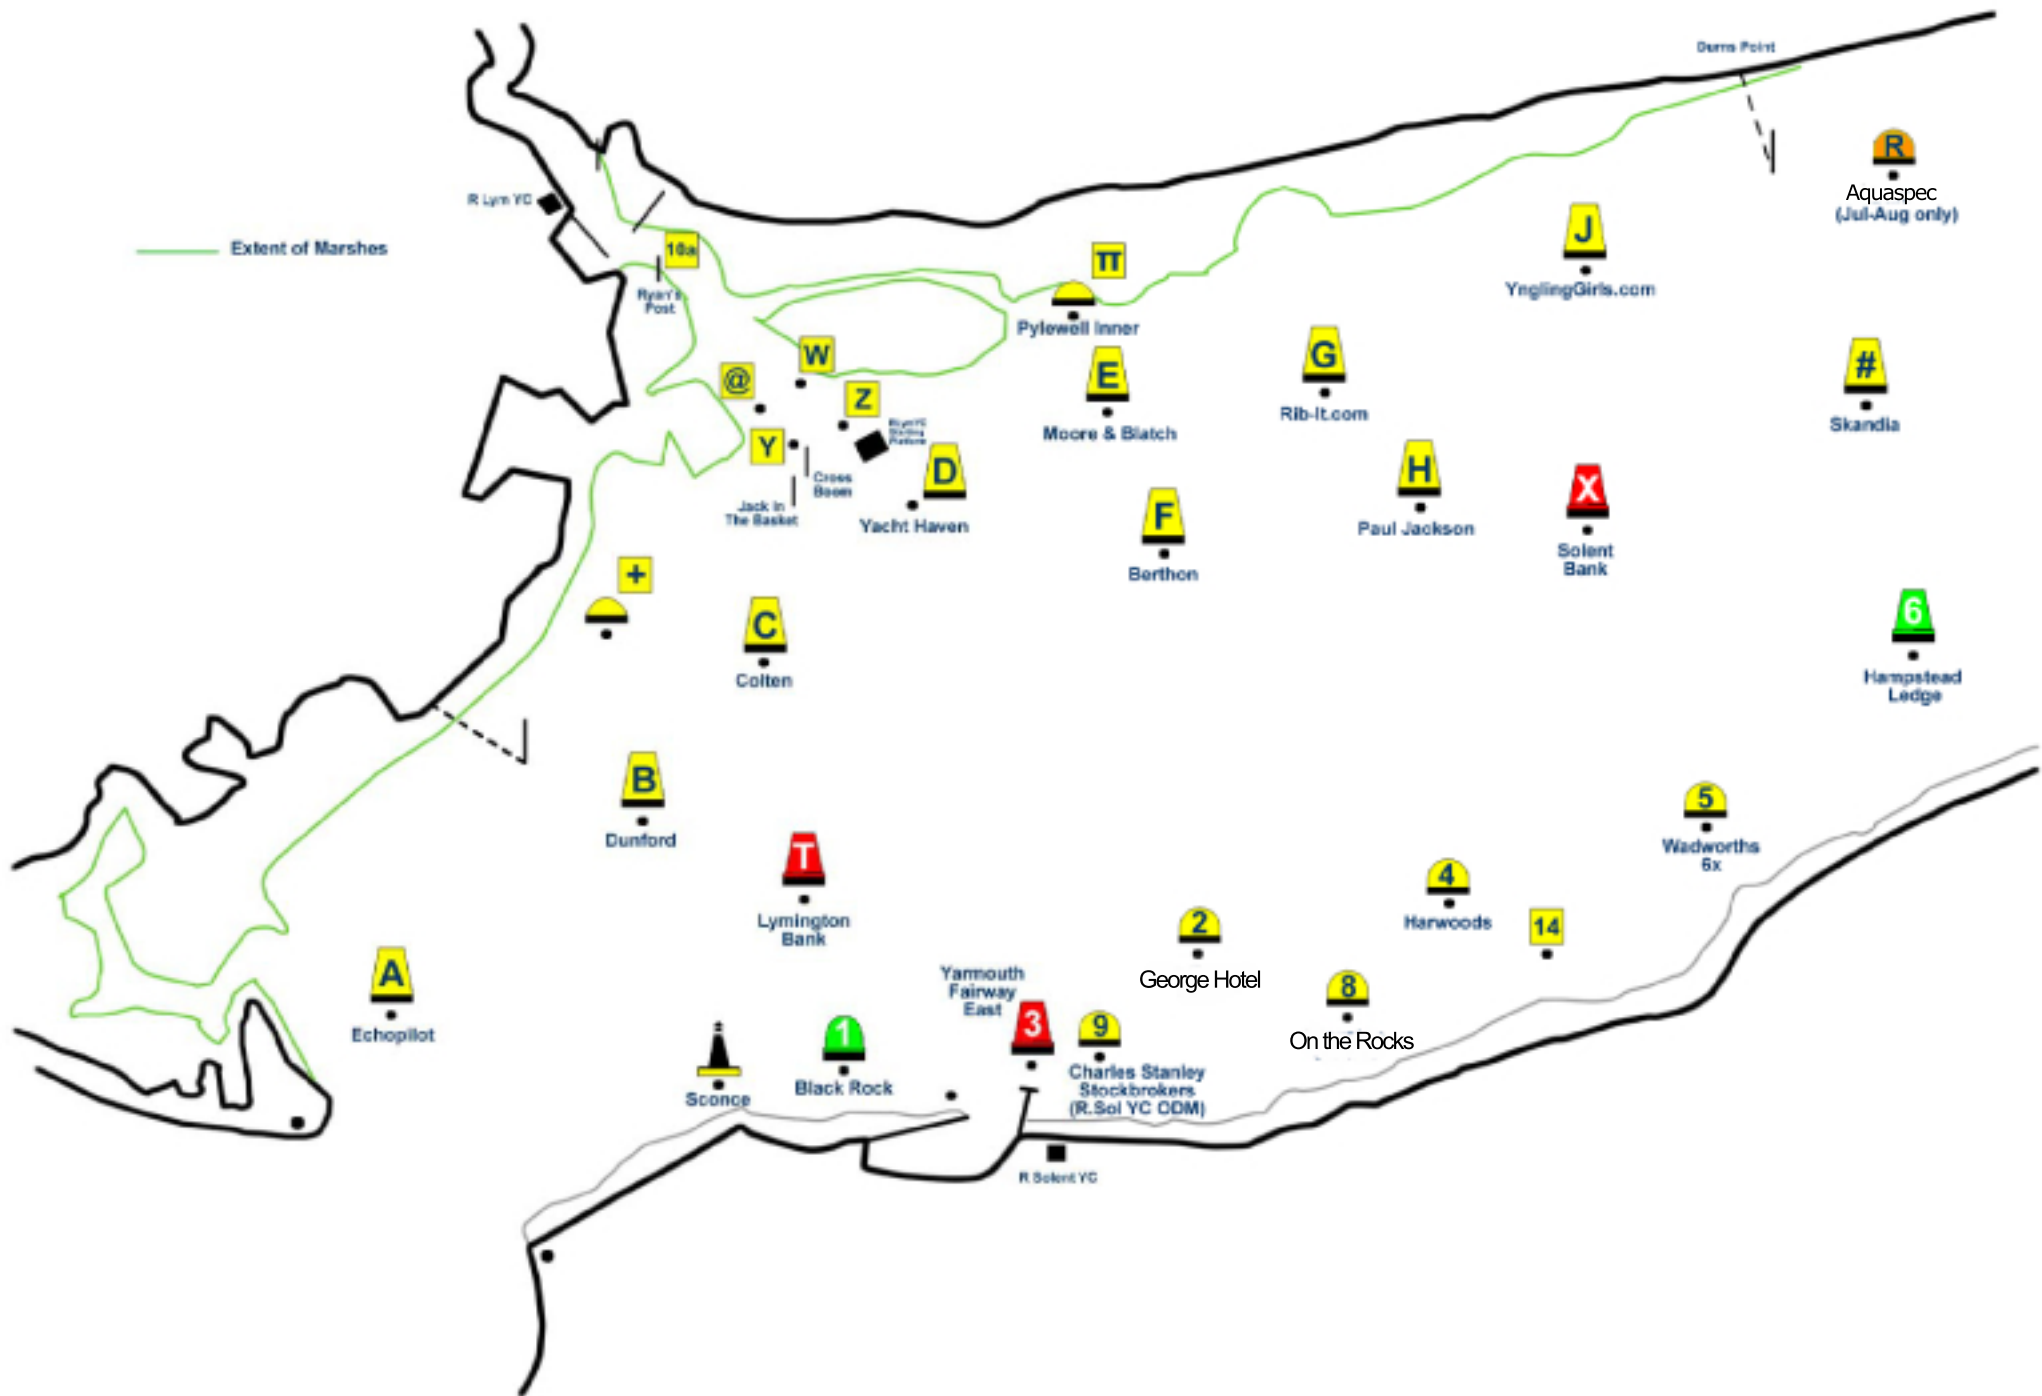 Durns Point
R
Aquaspec
(Jul-Aug only)
R Lym YC
Extent of Marshes
10a
Ryan's
Post
π
Pylewell Inner
J
YnglingGirls.com
W
@
Z
RLymYC
Starting
Platform
E
Moore & Blatch
G
Rib-It.com
#
Skandia
Y
Cross
Boom
Jack In
The Basket
D
Yacht Haven
F
Berthon
H
Paul Jackson
X
Solent
Bank
+
C
Colten
6
Hampstead
Ledge
B
Dunford
T
Lymington
Bank
5
Wadworths
6x
4
Harwoods
14
2
George Hotel
A
Echopilot
Yarmouth
Fairway
East
3
8
On the Rocks
Sconce
1
Black Rock
9
Charles Stanley
Stockbrokers
(R.Sol YC ODM)
R Solent YC